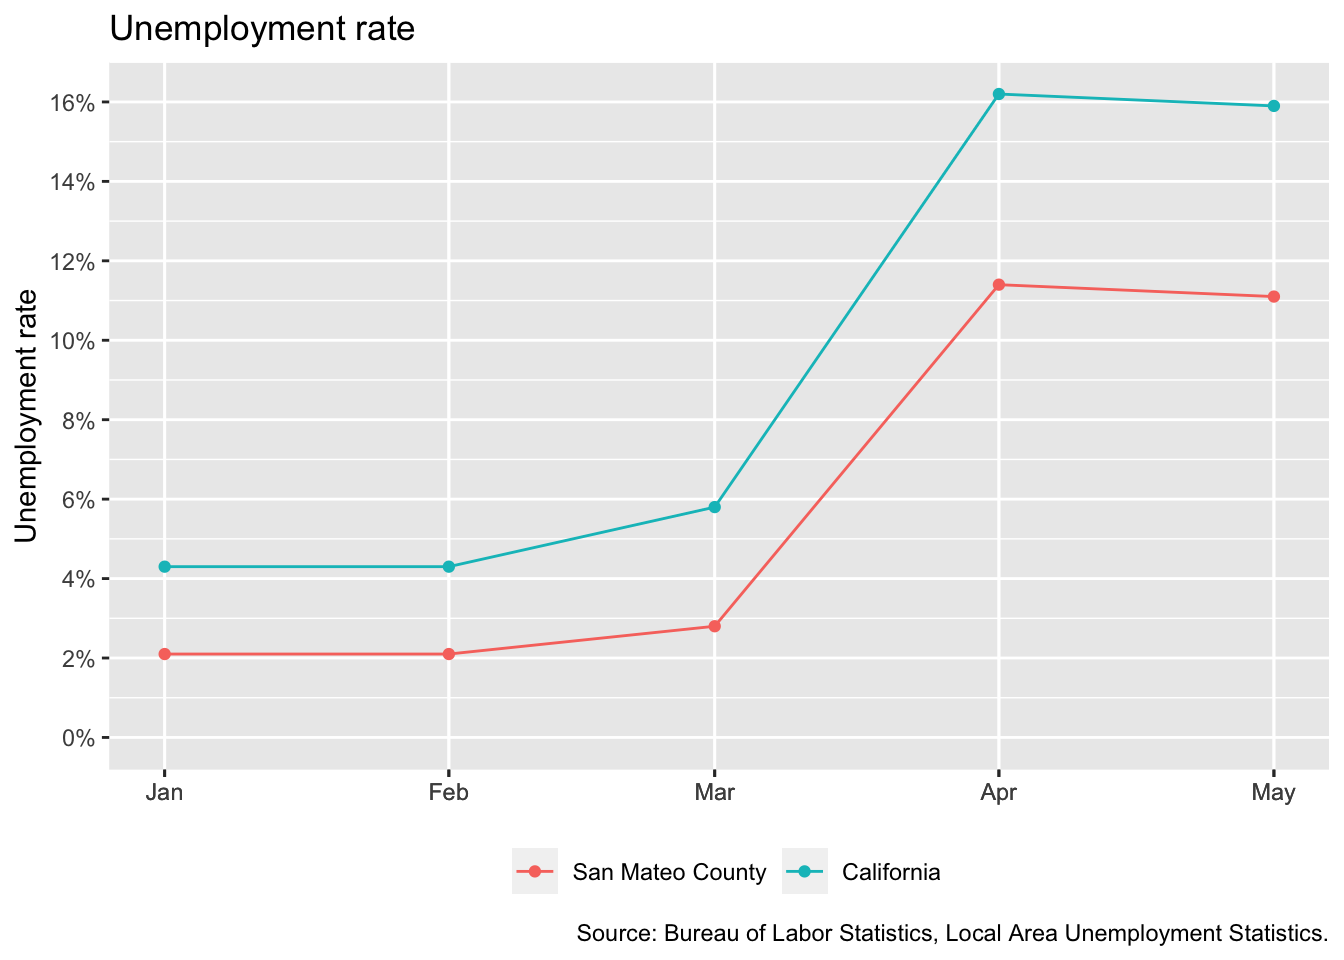 Unemployment rate
Unemployment rate
16%
14%
12%
10%
8%
6%
4%
2%
0%
Jan Feb Mar Apr May
San Mateo County California
Source: Bureau of Labor Statistics, Local Area Unemployment Statistics.